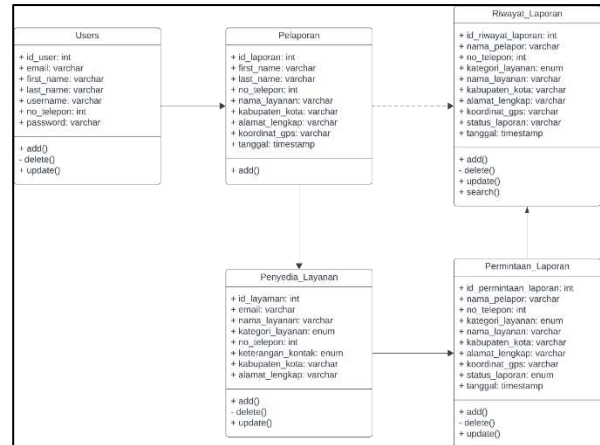 Users
+ id_user: int
+ email: varchar
+ first_name: varchar
+ last_name: varchar
+ username: varchar
+ no_telepon: int
+ password: varchar
+ add()
- delete()
+ update()
Pelaporan
+ id_laporan: int
+ first_name: varchar
+ last_name: varchar
+ no_telepon: int
+ nama_layanan: varchar
+ kabupaten_kota: varchar
+ alamat_lengkap: varchar
+ koordinat_gps: varchar
+ tanggal: timestamp
+ add()
Riwayat_Laporan
+ id_riwayat_laporan: int
+ nama_pelapor: varchar
+ no_telepon: int
+ kategori_layanan: enum
+ nama_layanan: varchar
+ kabupaten_kota: varchar
+ alamat_lengkap: varchar
+ koordinat_gps: varchar
+ status_laporan: varchar
+ tanggal: timestamp
+ add()
- delete()
+ update()
+ search()
Penyedia_Layanan
+ id_layaman: int
+ email: varchar
+ nama_layanan: varchar
+ kategori_layanan: enum
+ no_telepon: int
+ keterangan_kontak: enum
+ kabupaten_kota: varchar
+ alamat_lengkap: varchar
+ add()
- delete()
+ update()
Permintaan_Laporan
+ id_permintaan_laporan: int
+ nama_pelapor: varchar
+ no_telepon: int
+ kategori_layanan: enum
+ nama_layanan: varchar
+ kabupaten_kota: varchar
+ alamat_lengkap: varchar
+ koordinat_gps: varchar
+ status_laporan: enum
+ tanggal: timestamp
+ add()
- delete()
+ update()